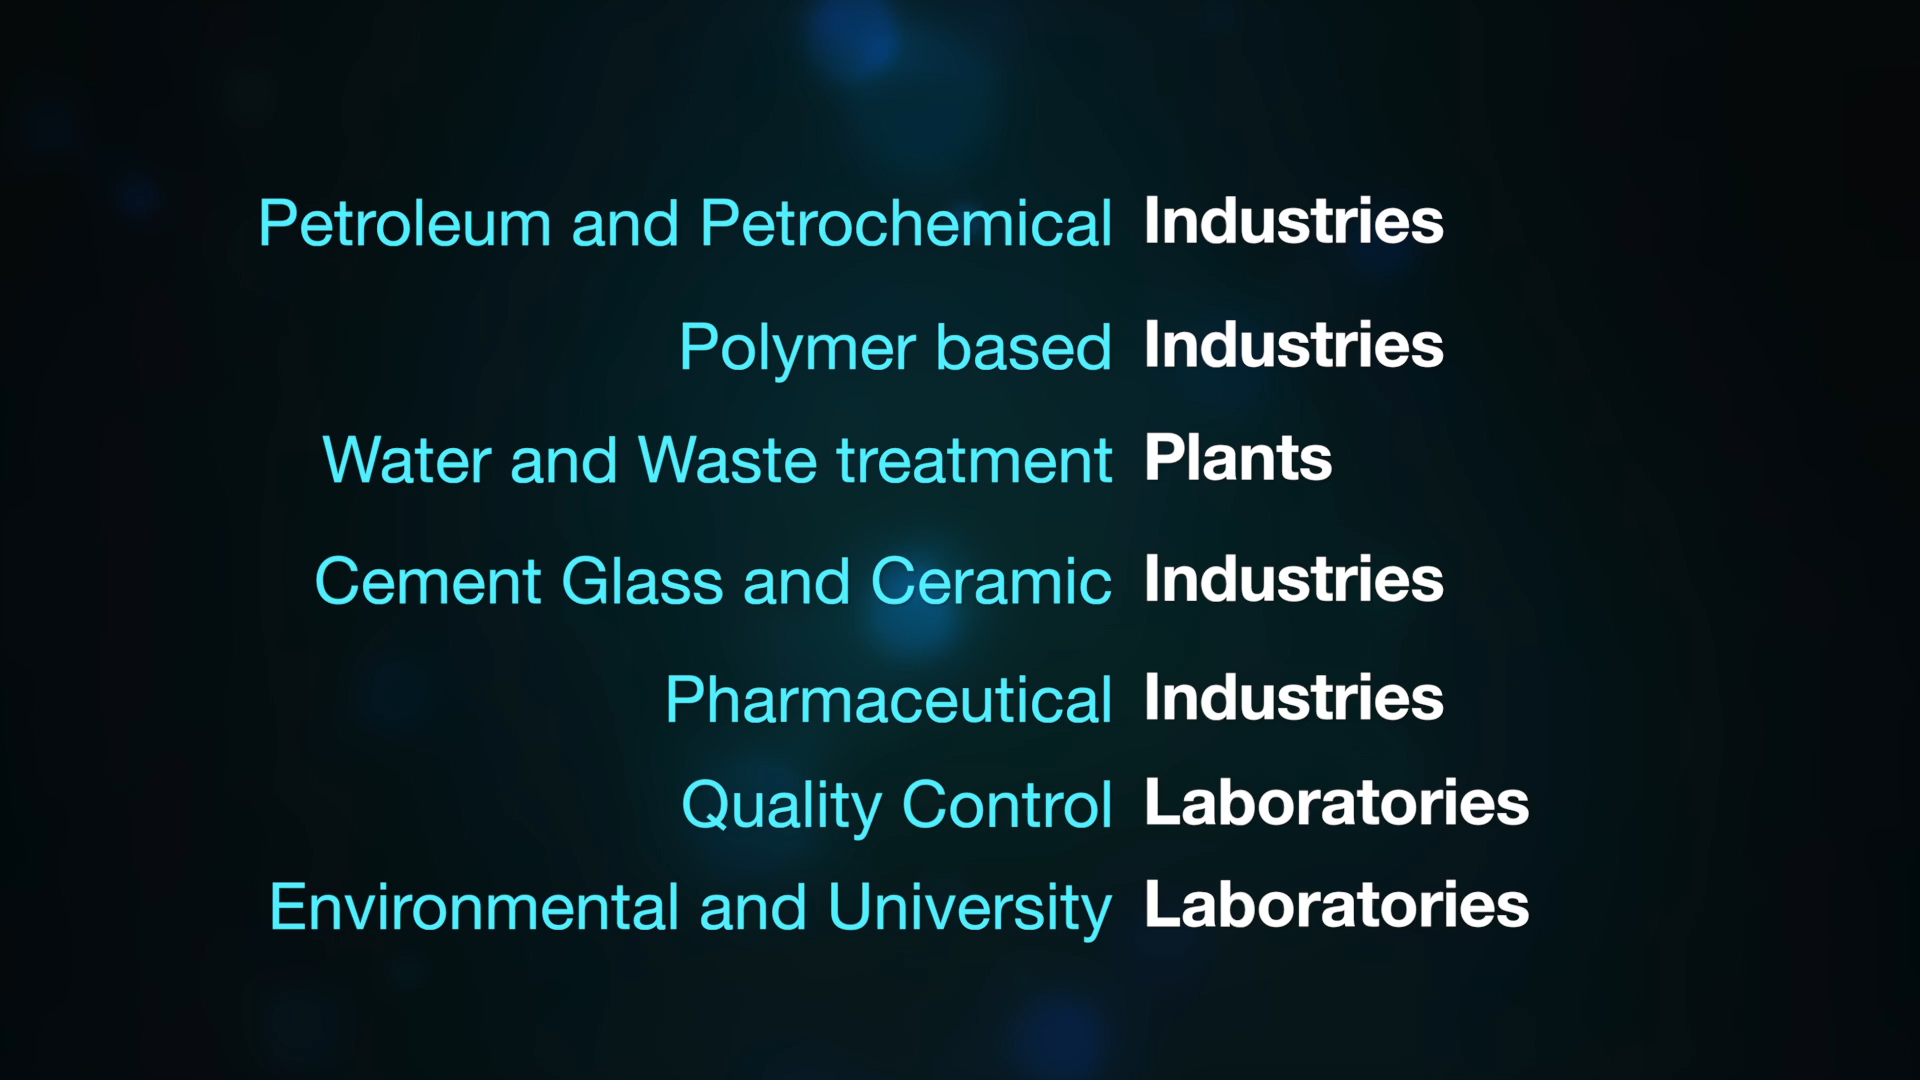 Petroleum and Petrochemical Industries
Polymer based Industries
Water and Waste treatment Plants
Cement Glass and Ceramic Industries
Pharmaceutical Industries
Quality Control Laboratories
Environmental and University Laboratories